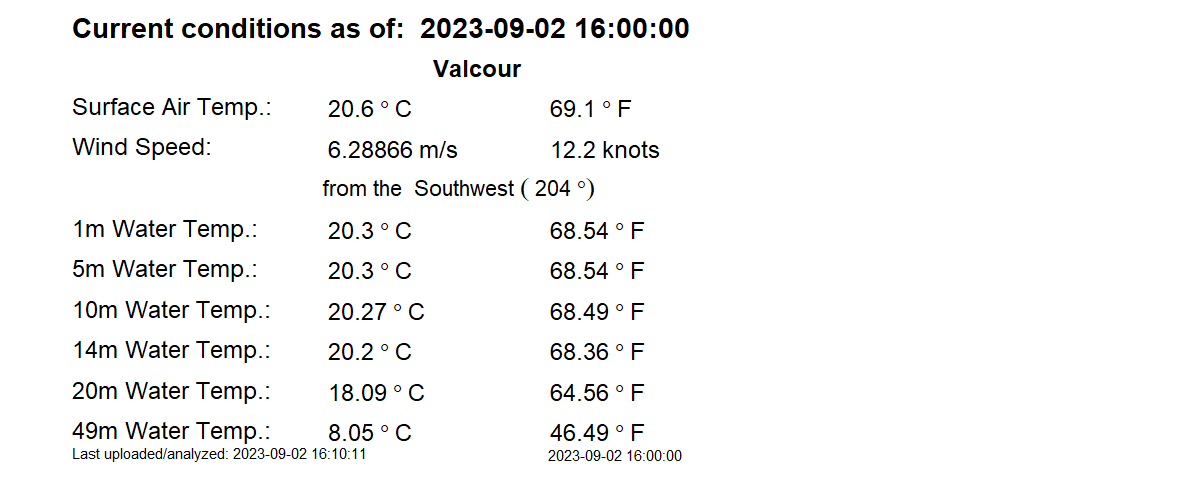 Current conditions as of: 2023-09-02 16:00:00
Valcour
Surface Air Temp.: 20.6 ° C 69.1 ° F
Wind Speed: 6.28866 m/s 12.2 knots
from the Southwest ( 204 °)
1m Water Temp.: 20.3 ° C 68.54 ° F
5m Water Temp.: 20.3 ° C 68.54 ° F
10m Water Temp.: 20.27 ° C 68.49 ° F
14m Water Temp.: 20.2 ° C 68.36 ° F
20m Water Temp.: 18.09 ° C 64.56 ° F
49m Water Temp.: 8.05 ° C 46.49 ° F
Last uploaded/analyzed: 2023-09-02 16:10:11 2023-09-02 16:00:00